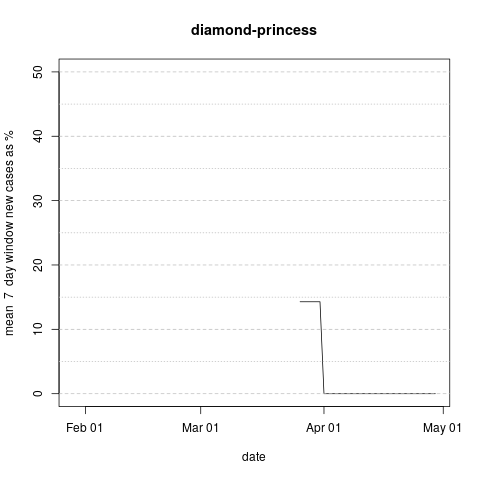 diamond-princess
mean 7 day window new cases as %
50
40
30
20
10
0
Feb 01
Mar 01
Apr 01
May 01
date